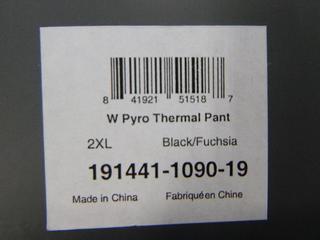 8 41921 51518 7
W Pyro Thermal Pant
2XL Black/Fuchsia
191441-1090-19
Made in China Fabriquéen Chine